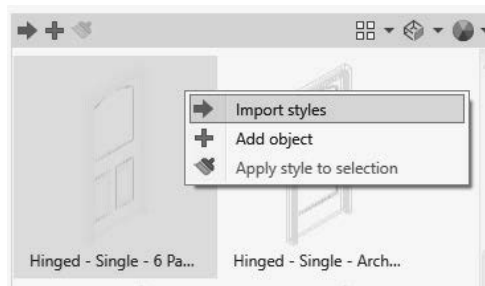 Import styles
Add object
Apply style to selection
Hinged - Single - 6 Pa...
Hinged - Single - Arch...